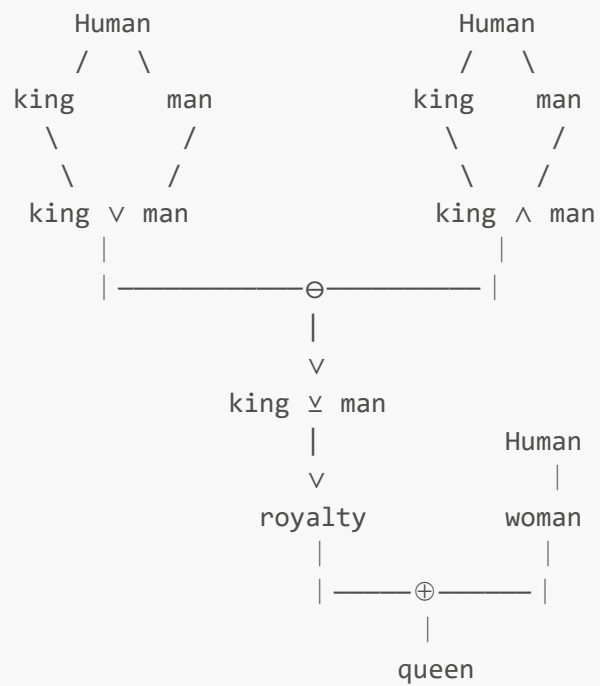 Human Human
/ \ / \
king man king man
\ / \ /
\ / \ /
king ∨ man king ∧ man
| |
|————————————⊖——————————|
|
∨
king ⊻ man
| Human
∨ |
royalty woman
| |
|—————⊕——————|
|
queen